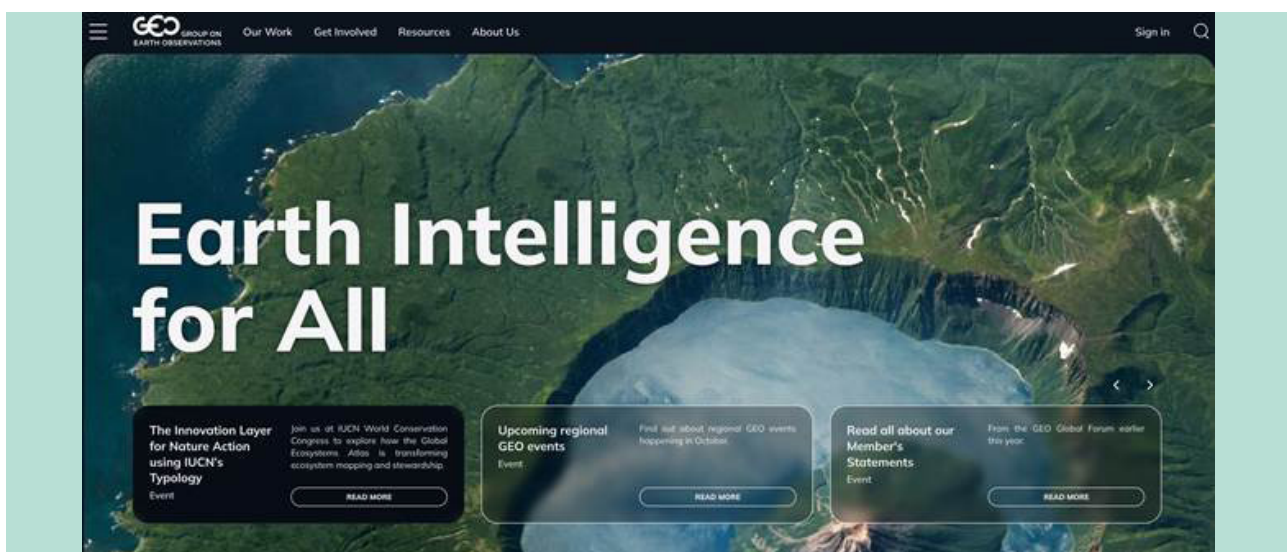 GEO GROUP ON
EARTH OBSERVATIONS
Our Work Get Involved Resources About Us
Sign in
Earth Intelligence
for All
The Innovation Layer
for Nature Action
using IUCN's
Typology
Event
Join us at IUCN World Conservation
Congress to explore how the Global
Ecosystems Atlas is transforming
ecosystem mapping and stewardship.
READ MORE
Upcoming regional
GEO events
Event
Find out about regional GEO events
happening in October.
READ MORE
Read all about our
Member's
Statements
Event
From the GEO Global Forum earlier
this year.
READ MORE